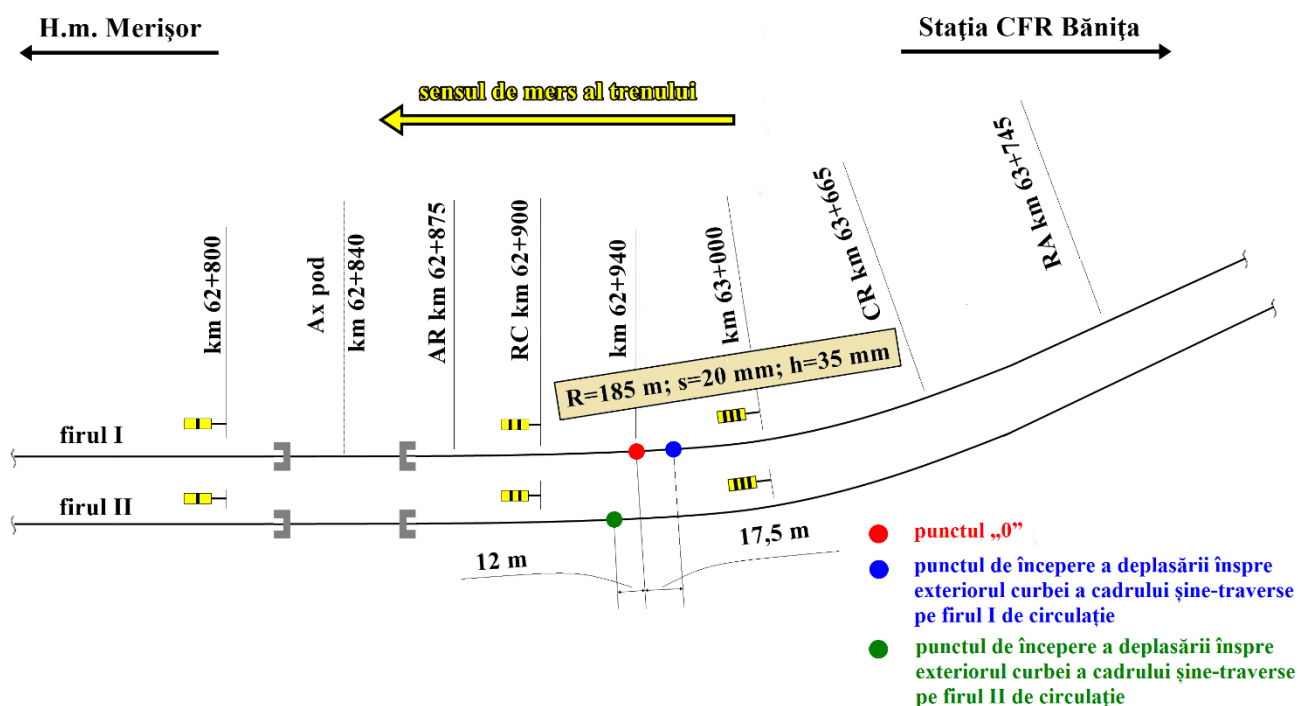 H.m. Merişor
Staţia CFR Băniţa
sensul de mers al trenului
km 62+800
Ax pod
km 62+840
AR km 62+875
RC km 62+900
km 62+940
km 63+000
CR km 63+665
RA km 63+745
R=185 m; s=20 mm; h=35 mm
firul I
firul II
12 m
17,5 m
punctul „0”
punctul de începere a deplasării înspre
exteriorul curbei a cadrului șine-traverse
pe firul I de circulație
punctul de începere a deplasării înspre
exteriorul curbei a cadrului șine-traverse
pe firul II de circulaţie